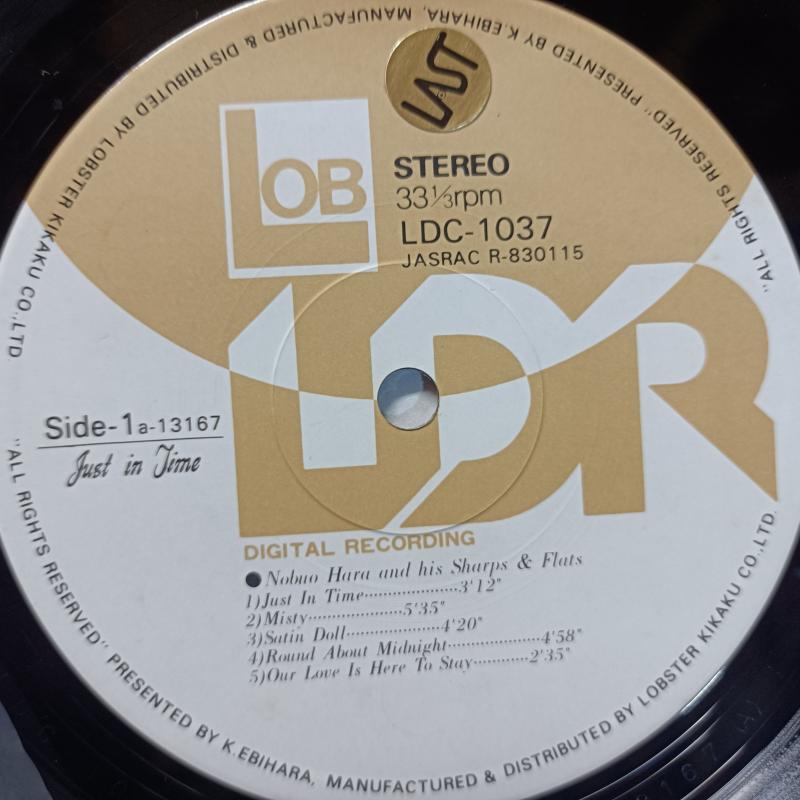 LAST
LOB
STEREO
33⅓rpm
LDC-1037
JASRAC R-830115
LDR
Side-1a-13167
Just in Time
DIGITAL RECORDING
●Nobuo Hara and his Sharps & Flats
1)Just In Time····················3'12"
2)Misty····················5'35"
3)Satin Doll····················4'20"
4)Round About Midnight····················4'58"
5)Our Love Is Here To Stay············2'35"
"ALL RIGHTS RESERVED" PRESENTED BY K.EBIHARA, MANUFACTURED & DISTRIBUTED BY LOBSTER KIKAKU CO.,LTD.
"ALL RIGHTS RESERVED" PRESENTED BY K.EBIHARA, MANUFACTURED & DISTRIBUTED BY LOBSTER KIKAKU CO.,LTD.